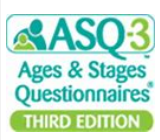 ASQ-3
Ages & Stages
Questionnaires®
THIRD EDITION